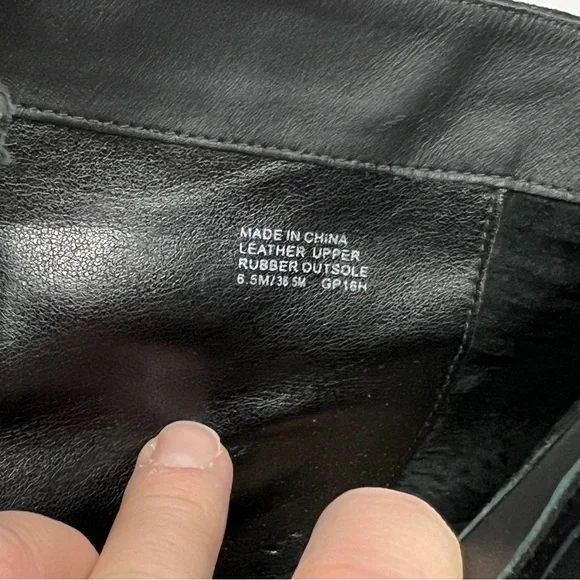 MADE IN CHINA
LEATHER UPPER
RUBBER OUTSOLE
6.5M/36.5M GP16H